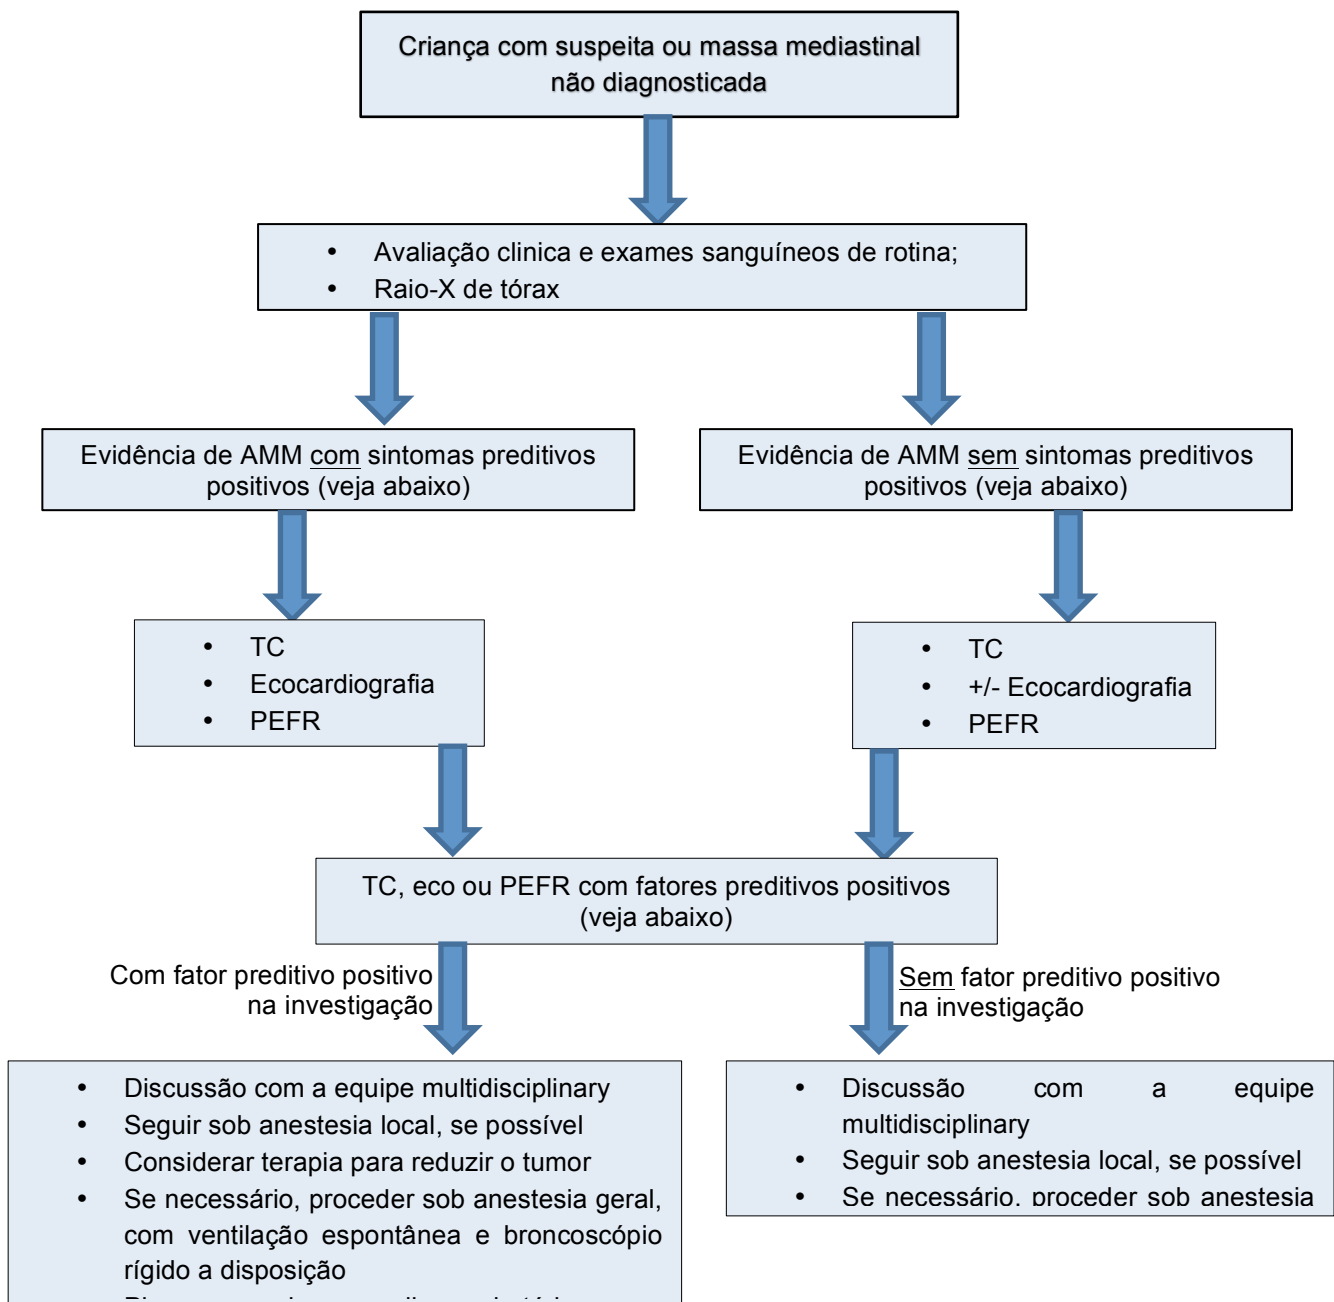 Criança com suspeita ou massa mediastinal
não diagnosticada
• Avaliação clinica e exames sanguíneos de rotina;
• Raio-X de tórax
Evidência de AMM com sintomas preditivos
positivos (veja abaixo)
Evidência de AMM sem sintomas preditivos
positivos (veja abaixo)
• TC
• Ecocardiografia
• PEFR
• TC
• +/- Ecocardiografia
• PEFR
TC, eco ou PEFR com fatores preditivos positivos
(veja abaixo)
Com fator preditivo positivo
na investigação
Sem fator preditivo positivo
na investigação
• Discussão com a equipe multidisciplinary
• Seguir sob anestesia local, se possível
• Considerar terapia para reduzir o tumor
• Se necessário, proceder sob anestesia geral,
com ventilação espontânea e broncoscópio
rígido a disposição
• Discussão com a equipe
multidisciplinary
• Seguir sob anestesia local, se possível
• Se necessário, proceder sob anestesia